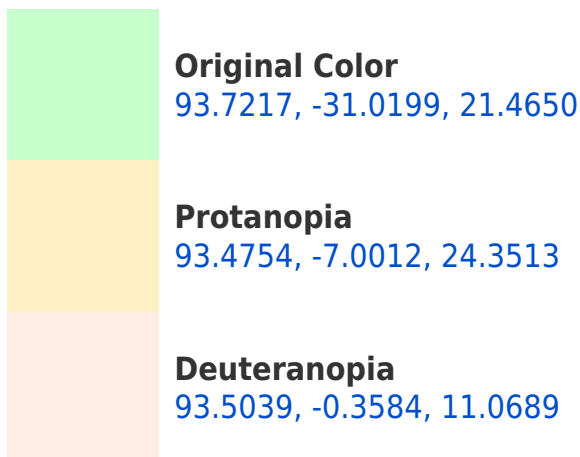 Original Color
93.7217, -31.0199, 21.4650
Protanopia
93.4754, -7.0012, 24.3513
Deuteranopia
93.5039, -0.3584, 11.0689